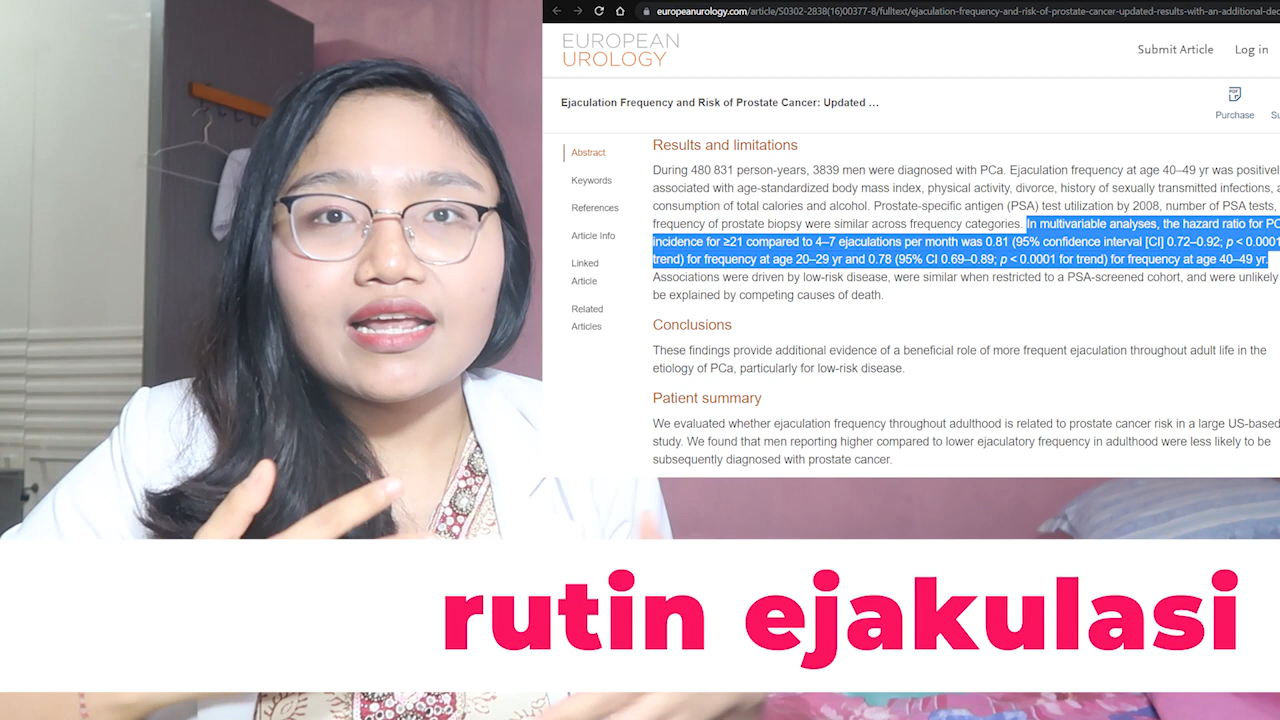 europeanurology.com/article/S0302-2838(16)00377-8/fulltext/ejaculation-frequency-and-risk-of-prostate-cancer-updated-results-with-an-additional-dec
EUROPEAN
UROLOGY
Submit Article Log in
Ejaculation Frequency and Risk of Prostate Cancer: Updated …
PDF
Purchase Su
Abstract
Keywords
References
Article Info
Linked
Article
Related
Articles
Results and limitations
During 480 831 person-years, 3839 men were diagnosed with PCa. Ejaculation frequency at age 40–49 yr was positivel
associated with age-standardized body mass index, physical activity, divorce, history of sexually transmitted infections, a
consumption of total calories and alcohol. Prostate-specific antigen (PSA) test utilization by 2008, number of PSA tests,
frequency of prostate biopsy were similar across frequency categories. In multivariable analyses, the hazard ratio for PC
incidence for ≥21 compared to 4–7 ejaculations per month was 0.81 (95% confidence interval [CI] 0.72–0.92; p < 0.0001
trend) for frequency at age 20–29 yr and 0.78 (95% CI 0.69–0.89; p < 0.0001 for trend) for frequency at age 40–49 yr.
Associations were driven by low-risk disease, were similar when restricted to a PSA-screened cohort, and were unlikely
be explained by competing causes of death.
Conclusions
These findings provide additional evidence of a beneficial role of more frequent ejaculation throughout adult life in the
etiology of PCa, particularly for low-risk disease.
Patient summary
We evaluated whether ejaculation frequency throughout adulthood is related to prostate cancer risk in a large US-based
study. We found that men reporting higher compared to lower ejaculatory frequency in adulthood were less likely to be
subsequently diagnosed with prostate cancer.
rutin ejakulasi